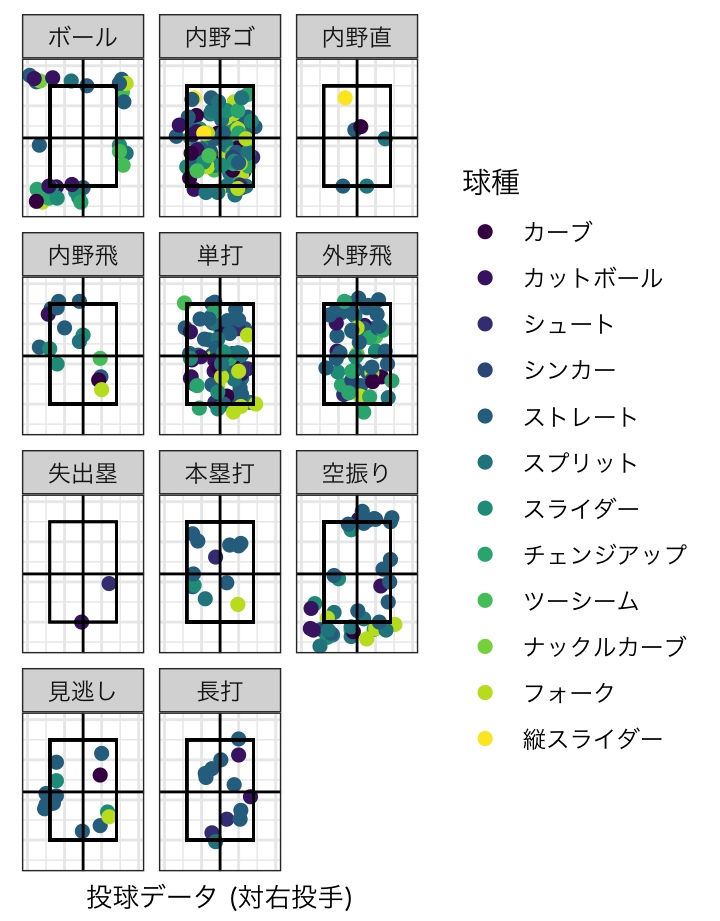 ボール
内野ゴ
内野直
内野飛
単打
外野飛
失出塁
本塁打
空振り
見逃し
長打
球種
カーブ
カットボール
シュート
シンカー
ストレート
スプリット
スライダー
チェンジアップ
ツーシーム
ナックルカーブ
フォーク
縦スライダー
投球データ (対右投手)